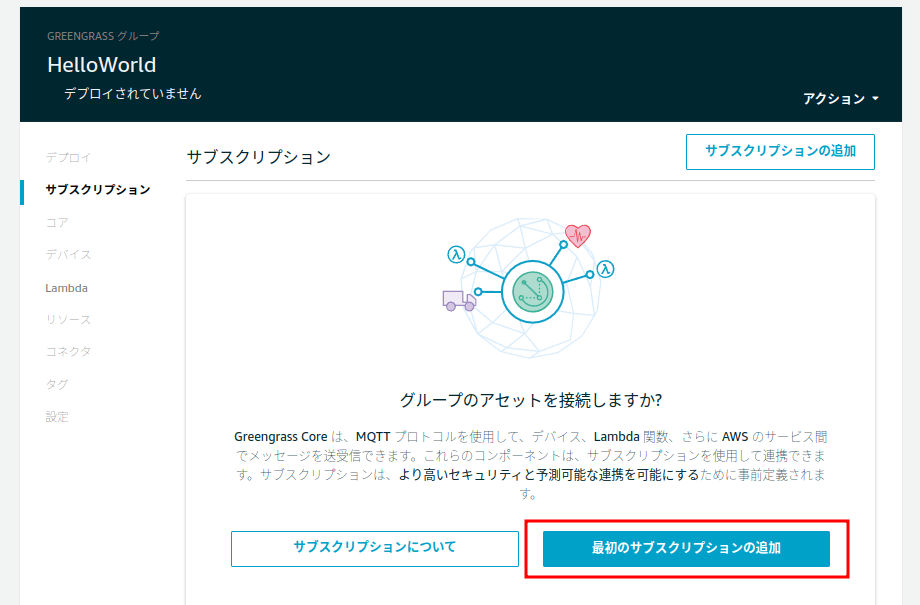 GREENGRASS グループ
HelloWorld
デプロイされていません
アクション
デプロイ
サブスクリプション
コア
デバイス
Lambda
リソース
コネクタ
タグ
設定
サブスクリプション
サブスクリプションの追加
λ
λ
グループのアセットを接続しますか?
Greengrass Core は、MQTT プロトコルを使用して、デバイス、Lambda 関数、さらに AWS のサービス間
でメッセージを送受信できます。これらのコンポーネントは、サブスクリプションを使用して連携できま
す。サブスクリプションは、より高いセキュリティと予測可能な連携を可能にするために事前定義されま
す。
サブスクリプションについて
最初のサブスクリプションの追加